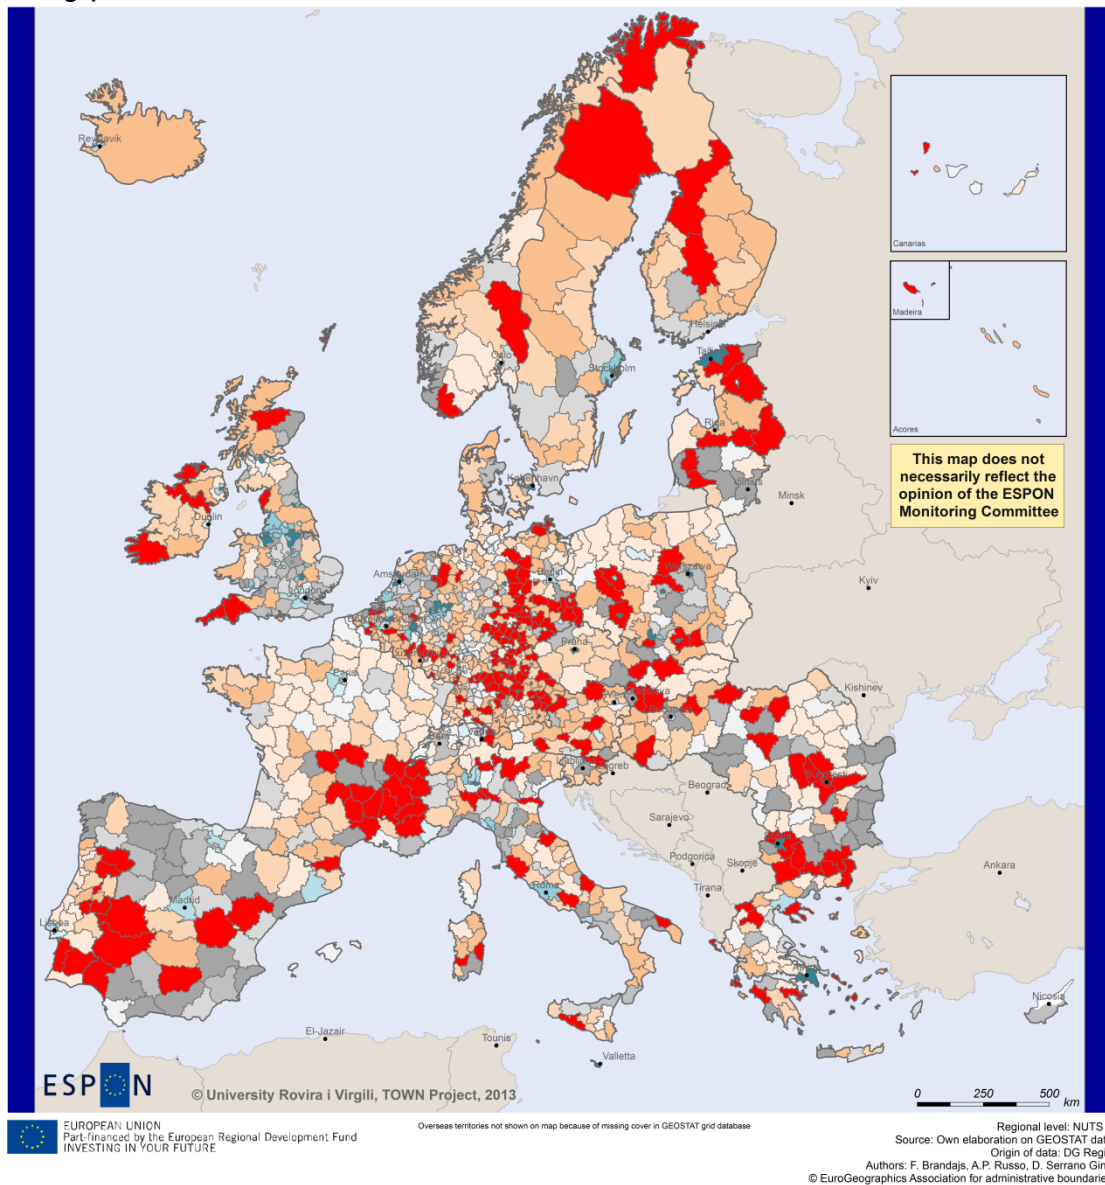 Reykjavik
Canarias
Madeira
Acores
Helsinki
Oslo
Stockholm
Riga
This map does not
necessarily reflect the
opinion of the ESPON
Monitoring Committee
København
Vilnius
Minsk
Dublin
Amsterdam
Berlin
Warszawa
London
Kyiv
Praha
Paris
Kishinev
Wien
Budapest
Ljubljana
Zagreb
Bucuresti
Beograd
Sarajevo
Podgorica
Skopje
Ankara
Tirana
Roma
Madrid
Lisboa
Nicosia
El-Jazair
Tounis
Valletta
ESPON
© University Rovira i Virgili, TOWN Project, 2013
0 250 500
km
EUROPEAN UNION
Part-financed by the European Regional Development Fund
INVESTING IN YOUR FUTURE
Overseas territories not shown on map because of missing cover in GEOSTAT grid database
Regional level: NUTS
Source: Own elaboration on GEOSTAT dat
Origin of data: DG Regi
Authors: F. Brandajs, A.P. Russo, D. Serrano Gin
© EuroGeographics Association for administrative boundarie